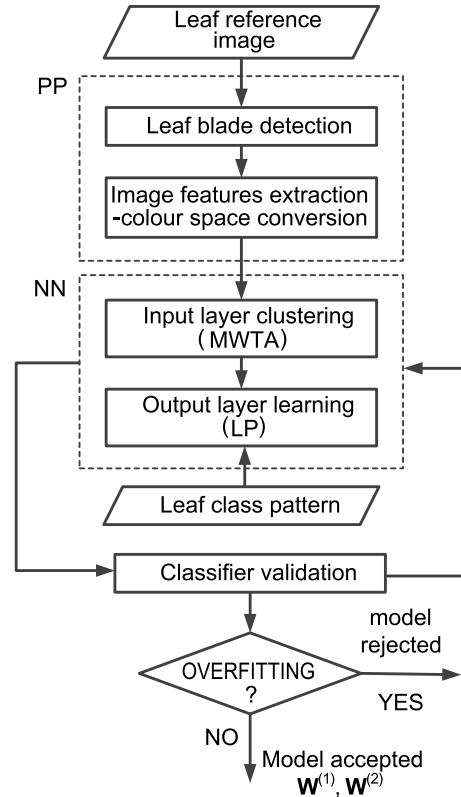 Leaf reference
image
PP
Leaf blade detection
Image features extraction
-colour space conversion
NN
Input layer clustering
(MWTA)
Output layer learning
(LP)
Leaf class pattern
Classifier validation
model
rejected
OVERFITTING
?
YES
NO
Model accepted
W(1), W(2)